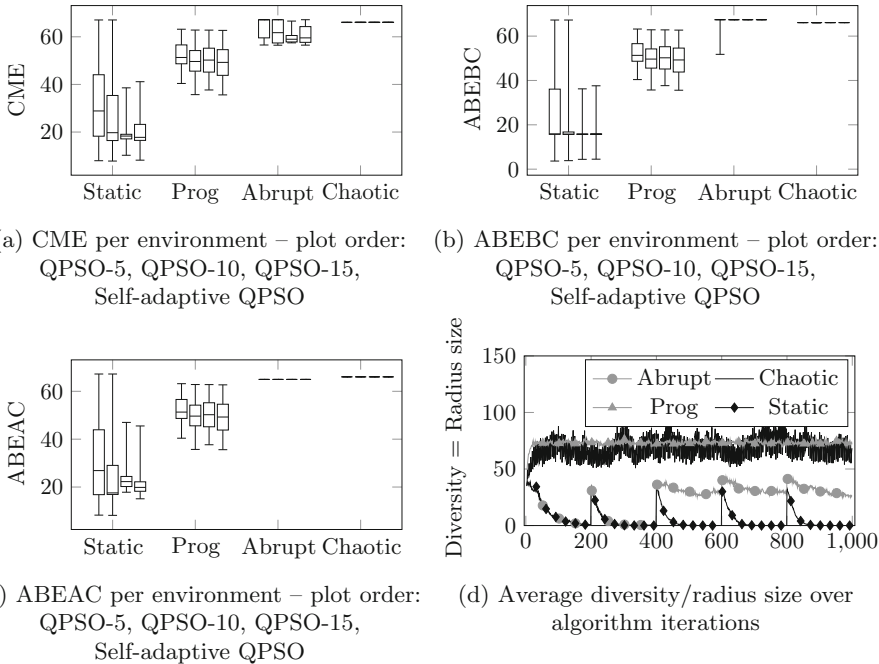 60
40
20
CME
Static Prog Abrupt Chaotic
a) CME per environment – plot order:
QPSO-5, QPSO-10, QPSO-15,
Self-adaptive QPSO
60
40
20
0
ABEBC
Static Prog Abrupt Chaotic
(b) ABEBC per environment – plot order:
QPSO-5, QPSO-10, QPSO-15,
Self-adaptive QPSO
60
40
20
ABEAC
Static Prog Abrupt Chaotic
) ABEAC per environment – plot order:
QPSO-5, QPSO-10, QPSO-15,
Self-adaptive QPSO
150
100
50
0
Diversity = Radius size
Abrupt Chaotic
Prog Static
0 200 400 600 800 1,000
(d) Average diversity/radius size over
algorithm iterations